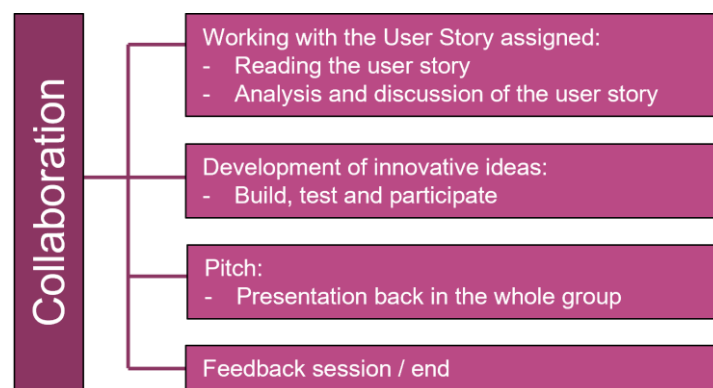 Collaboration
Working with the User Story assigned:
- Reading the user story
- Analysis and discussion of the user story
Development of innovative ideas:
- Build, test and participate
Pitch:
- Presentation back in the whole group
Feedback session / end